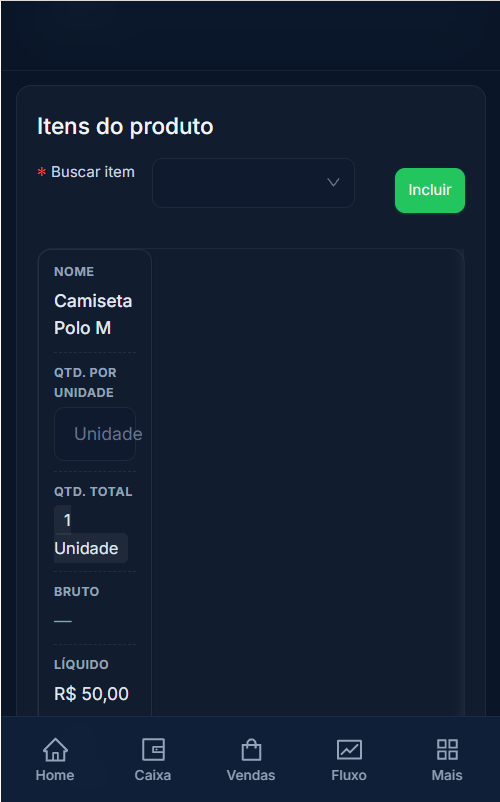 Itens do produto
* Buscar item
Incluir
NOME
Camiseta
Polo M
QTD. POR
UNIDADE
Unidade
QTD. TOTAL
1
Unidade
BRUTO
—
LÍQUIDO
R$ 50,00
Home Caixa Vendas Fluxo Mais